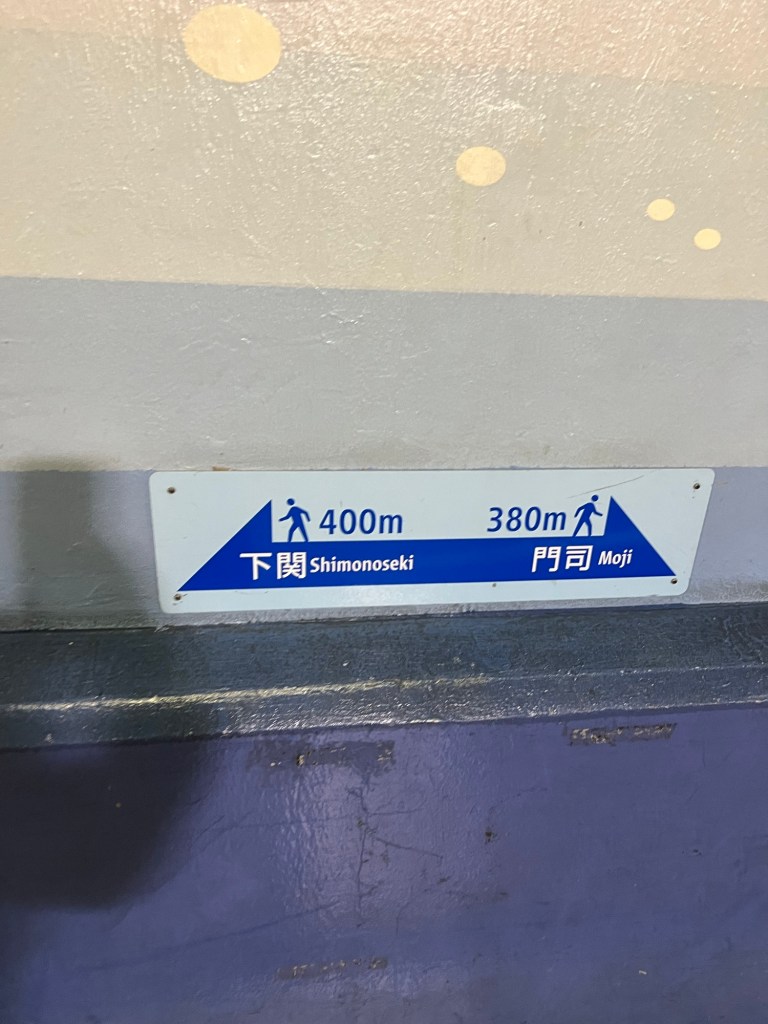 400m 380m
下関 Shimonoseki 門司 Moji